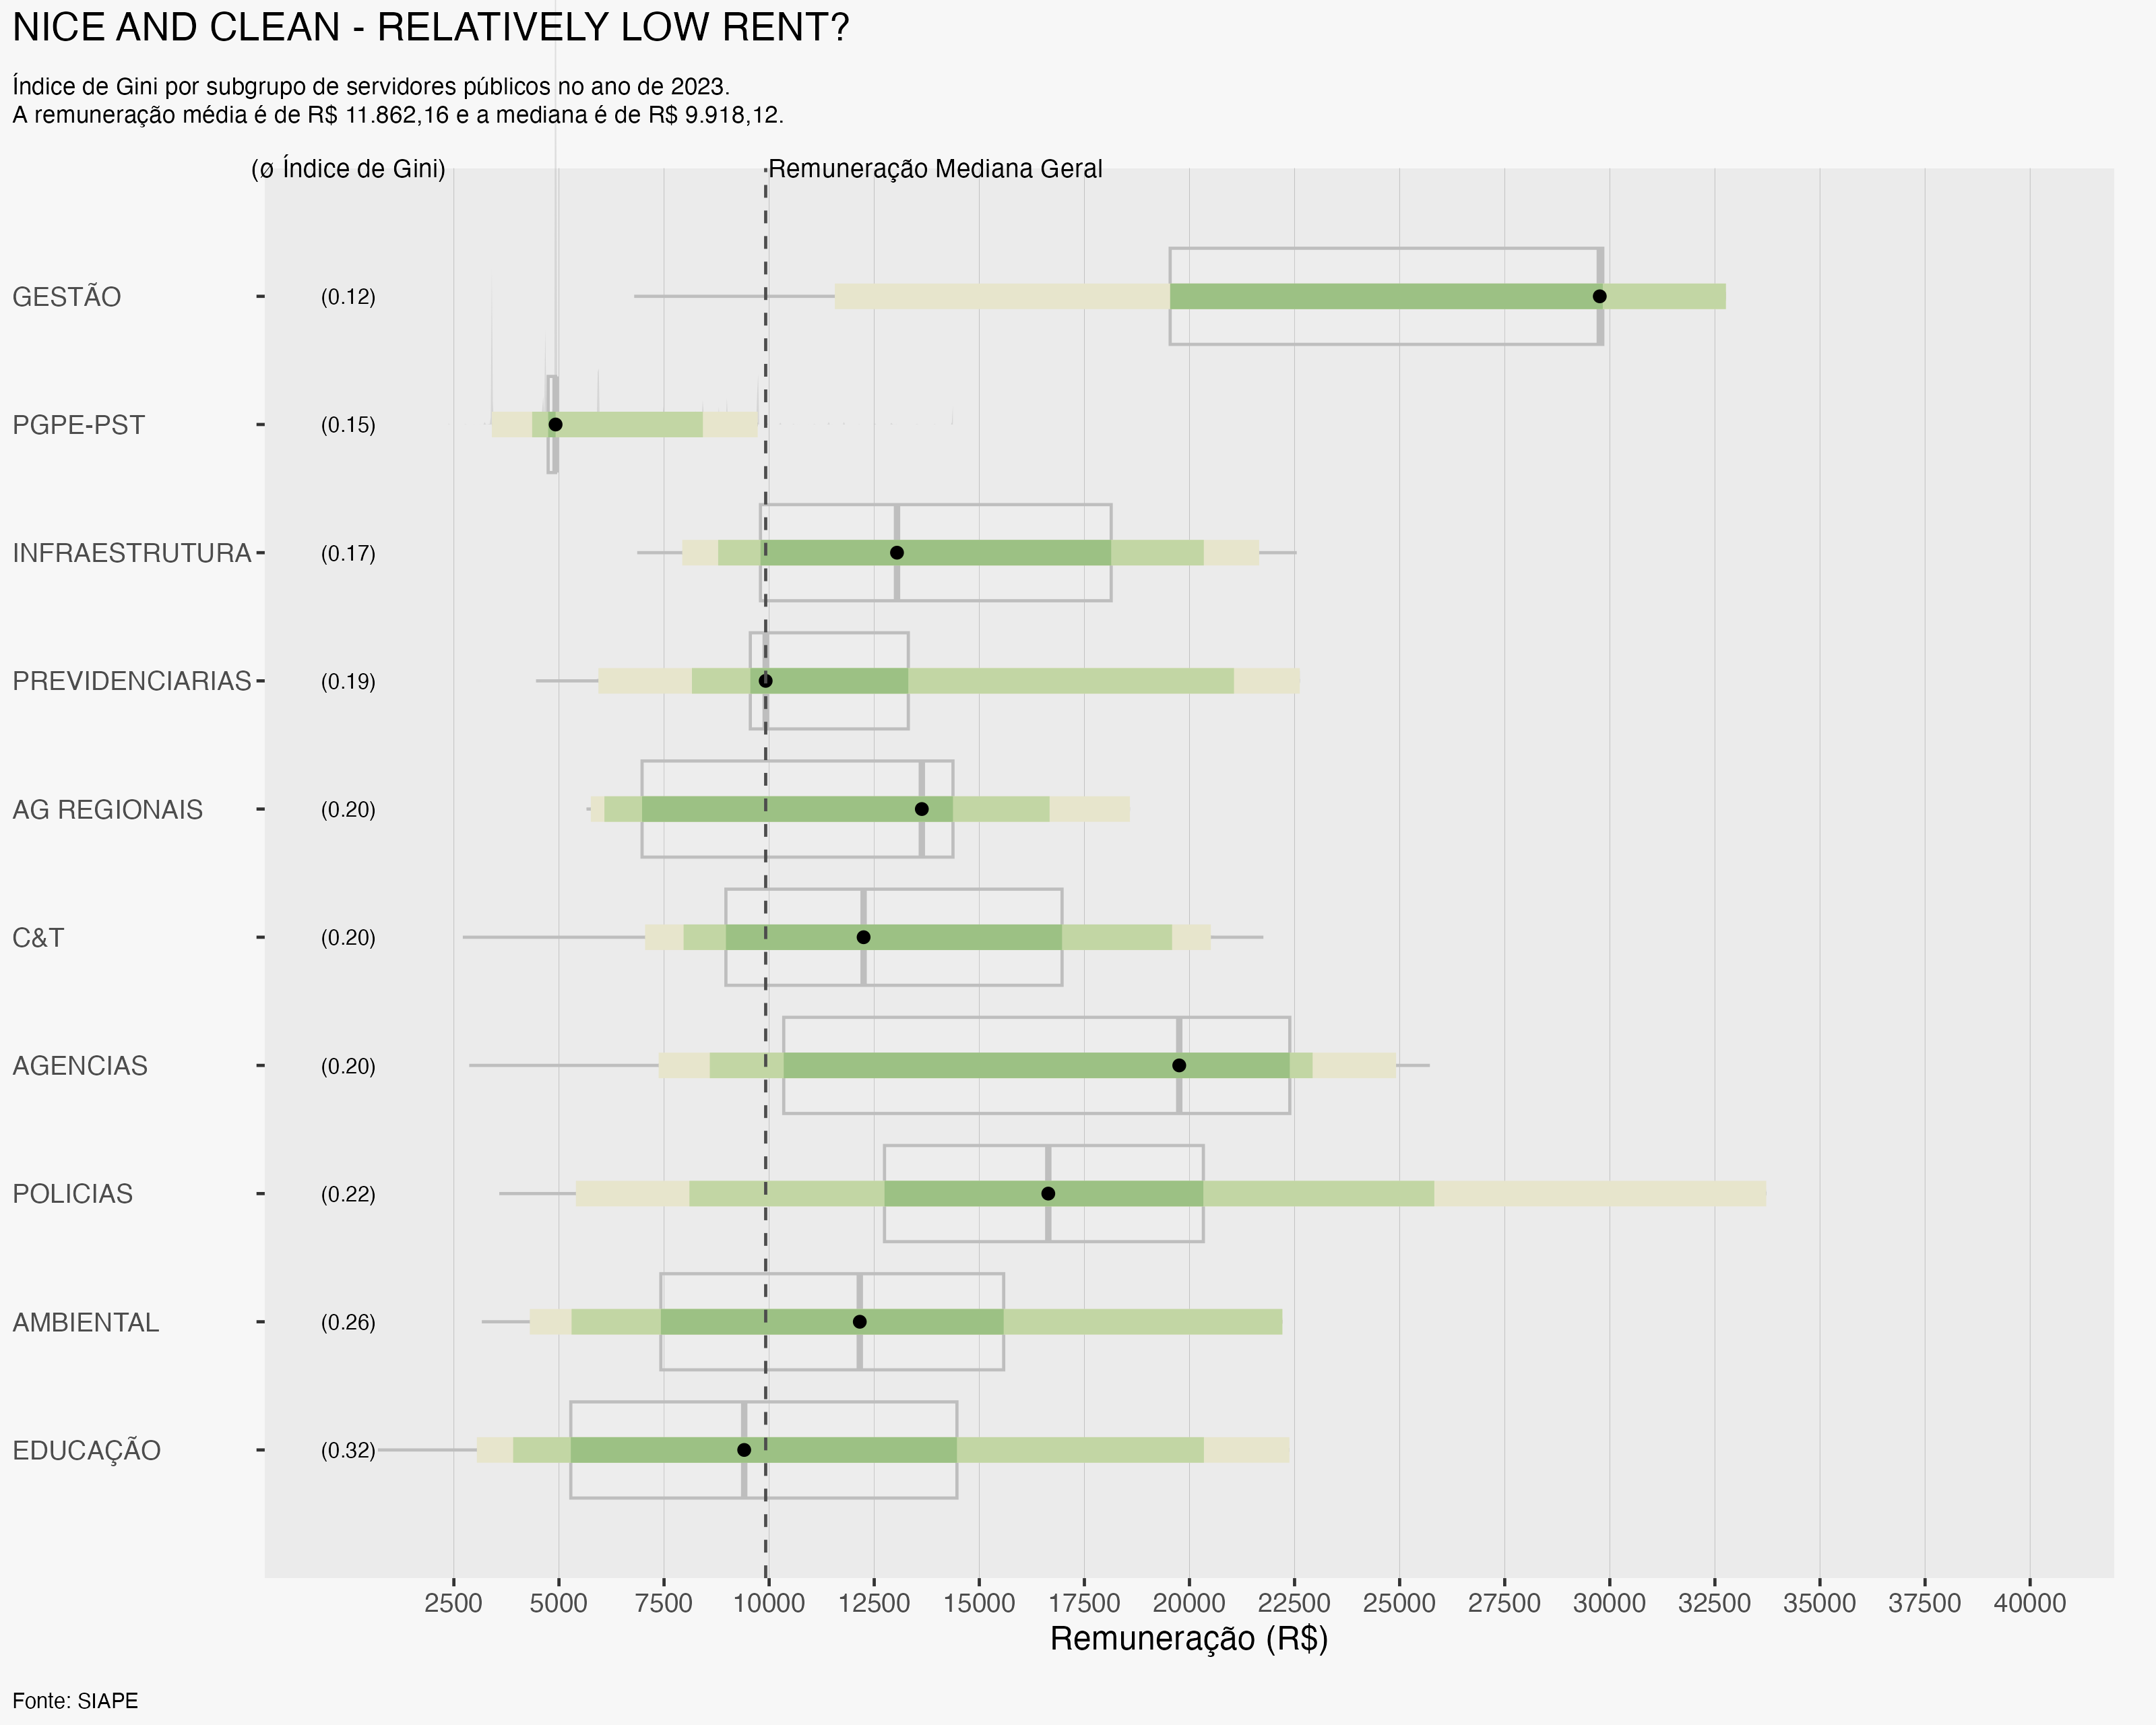 NICE AND CLEAN - RELATIVELY LOW RENT?
Índice de Gini por subgrupo de servidores públicos no ano de 2023.
A remuneração média é de R$ 11.862,16 e a mediana é de R$ 9.918,12.
(ø Índice de Gini) Remuneração Mediana Geral
GESTÃO (0.12)
PGPE-PST (0.15)
INFRAESTRUTURA (0.17)
PREVIDENCIARIAS (0.19)
AG REGIONAIS (0.20)
C&T (0.20)
AGENCIAS (0.20)
POLICIAS (0.22)
AMBIENTAL (0.26)
EDUCAÇÃO (0.32)
2500 5000 7500 10000 12500 15000 17500 20000 22500 25000 27500 30000 32500 35000 37500 40000
Remuneração (R$)
Fonte: SIAPE